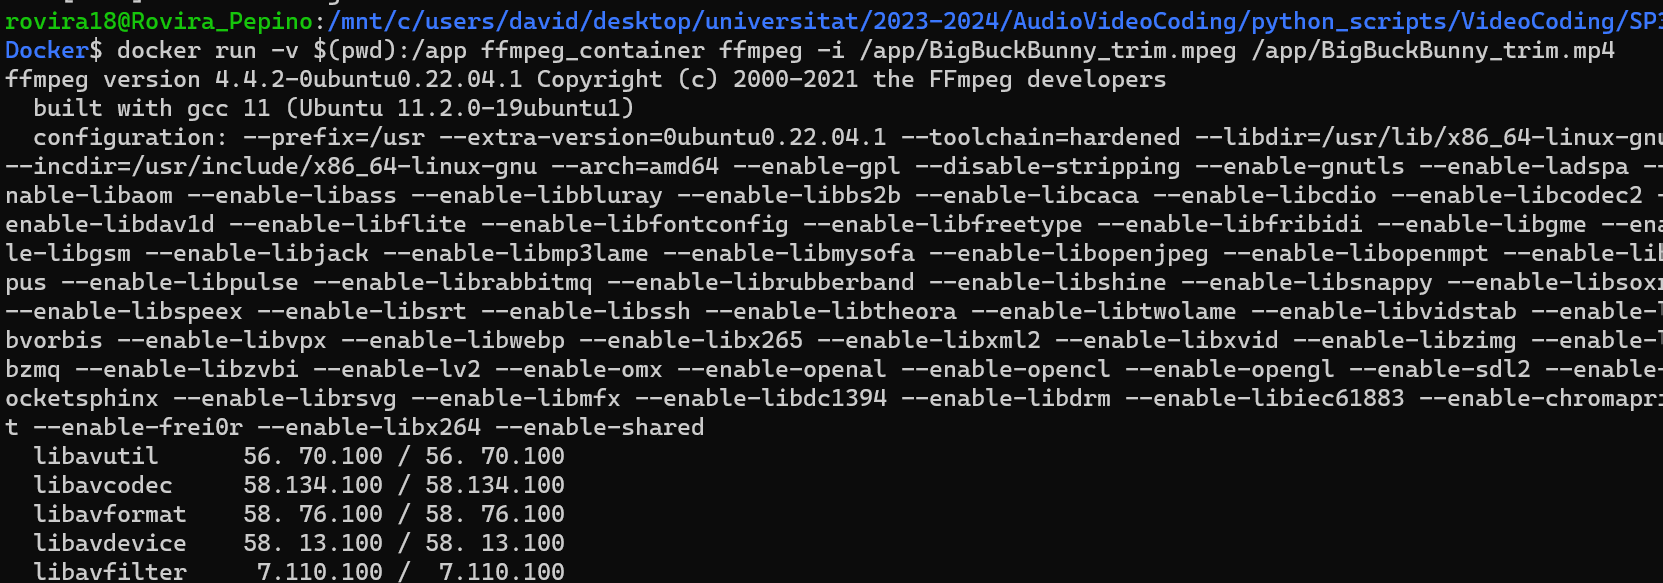 rovira18@Rovira_Pepino:/mnt/c/users/david/desktop/universitat/2023-2024/AudioVideoCoding/python_scripts/VideoCoding/SP3
Docker$ docker run -v $(pwd):/app ffmpeg_container ffmpeg -i /app/BigBuckBunny_trim.mpeg /app/BigBuckBunny_trim.mp4
ffmpeg version 4.4.2-0ubuntu0.22.04.1 Copyright (c) 2000-2021 the FFmpeg developers
built with gcc 11 (Ubuntu 11.2.0-19ubuntu1)
configuration: --prefix=/usr --extra-version=0ubuntu0.22.04.1 --toolchain=hardened --libdir=/usr/lib/x86_64-linux-gnu
--incdir=/usr/include/x86_64-linux-gnu --arch=amd64 --enable-gpl --disable-stripping --enable-gnutls --enable-ladspa --
nable-libaom --enable-libass --enable-libbluray --enable-libbs2b --enable-libcaca --enable-libcdio --enable-libcodec2 -
enable-libdav1d --enable-libflite --enable-libfontconfig --enable-libfreetype --enable-libfribidi --enable-libgme --ena
le-libgsm --enable-libjack --enable-libmp3lame --enable-libmysofa --enable-libopenjpeg --enable-libopenmpt --enable-lib
pus --enable-libpulse --enable-librabbitmq --enable-librubberband --enable-libshine --enable-libsnappy --enable-libsoxr
--enable-libspeex --enable-libsrt --enable-libssh --enable-libtheora --enable-libtwolame --enable-libvidstab --enable-l
bvorbis --enable-libvpx --enable-libwebp --enable-libx265 --enable-libxml2 --enable-libxvid --enable-libzimg --enable-l
bzmq --enable-libzvbi --enable-lv2 --enable-omx --enable-openal --enable-opencl --enable-opengl --enable-sdl2 --enable-
ocketsphinx --enable-librsvg --enable-libmfx --enable-libdc1394 --enable-libdrm --enable-libiec61883 --enable-chromapri
t --enable-frei0r --enable-libx264 --enable-shared
libavutil 56. 70.100 / 56. 70.100
libavcodec 58.134.100 / 58.134.100
libavformat 58. 76.100 / 58. 76.100
libavdevice 58. 13.100 / 58. 13.100
libavfilter 7.110.100 / 7.110.100